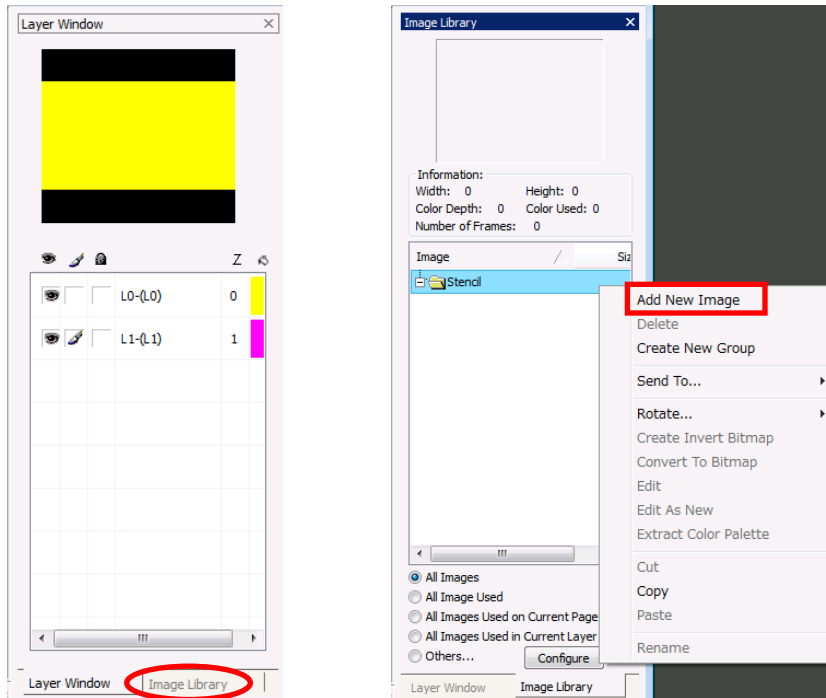 Layer Window
Z
L0-(L0) 0
L1-(L1) 1
Layer Window Image Library
Image Library
Information:
Width: 0 Height: 0
Color Depth: 0 Color Used: 0
Number of Frames: 0
Image Siz
Stencil
Add New Image
Delete
Create New Group
Send To...
Rotate...
Create Invert Bitmap
Convert To Bitmap
Edit
Edit As New
Extract Color Palette
Cut
Copy
Paste
Rename
All Images
All Image Used
All Images Used on Current Page
All Images Used in Current Layer
Others... Configure
Layer Window Image Library